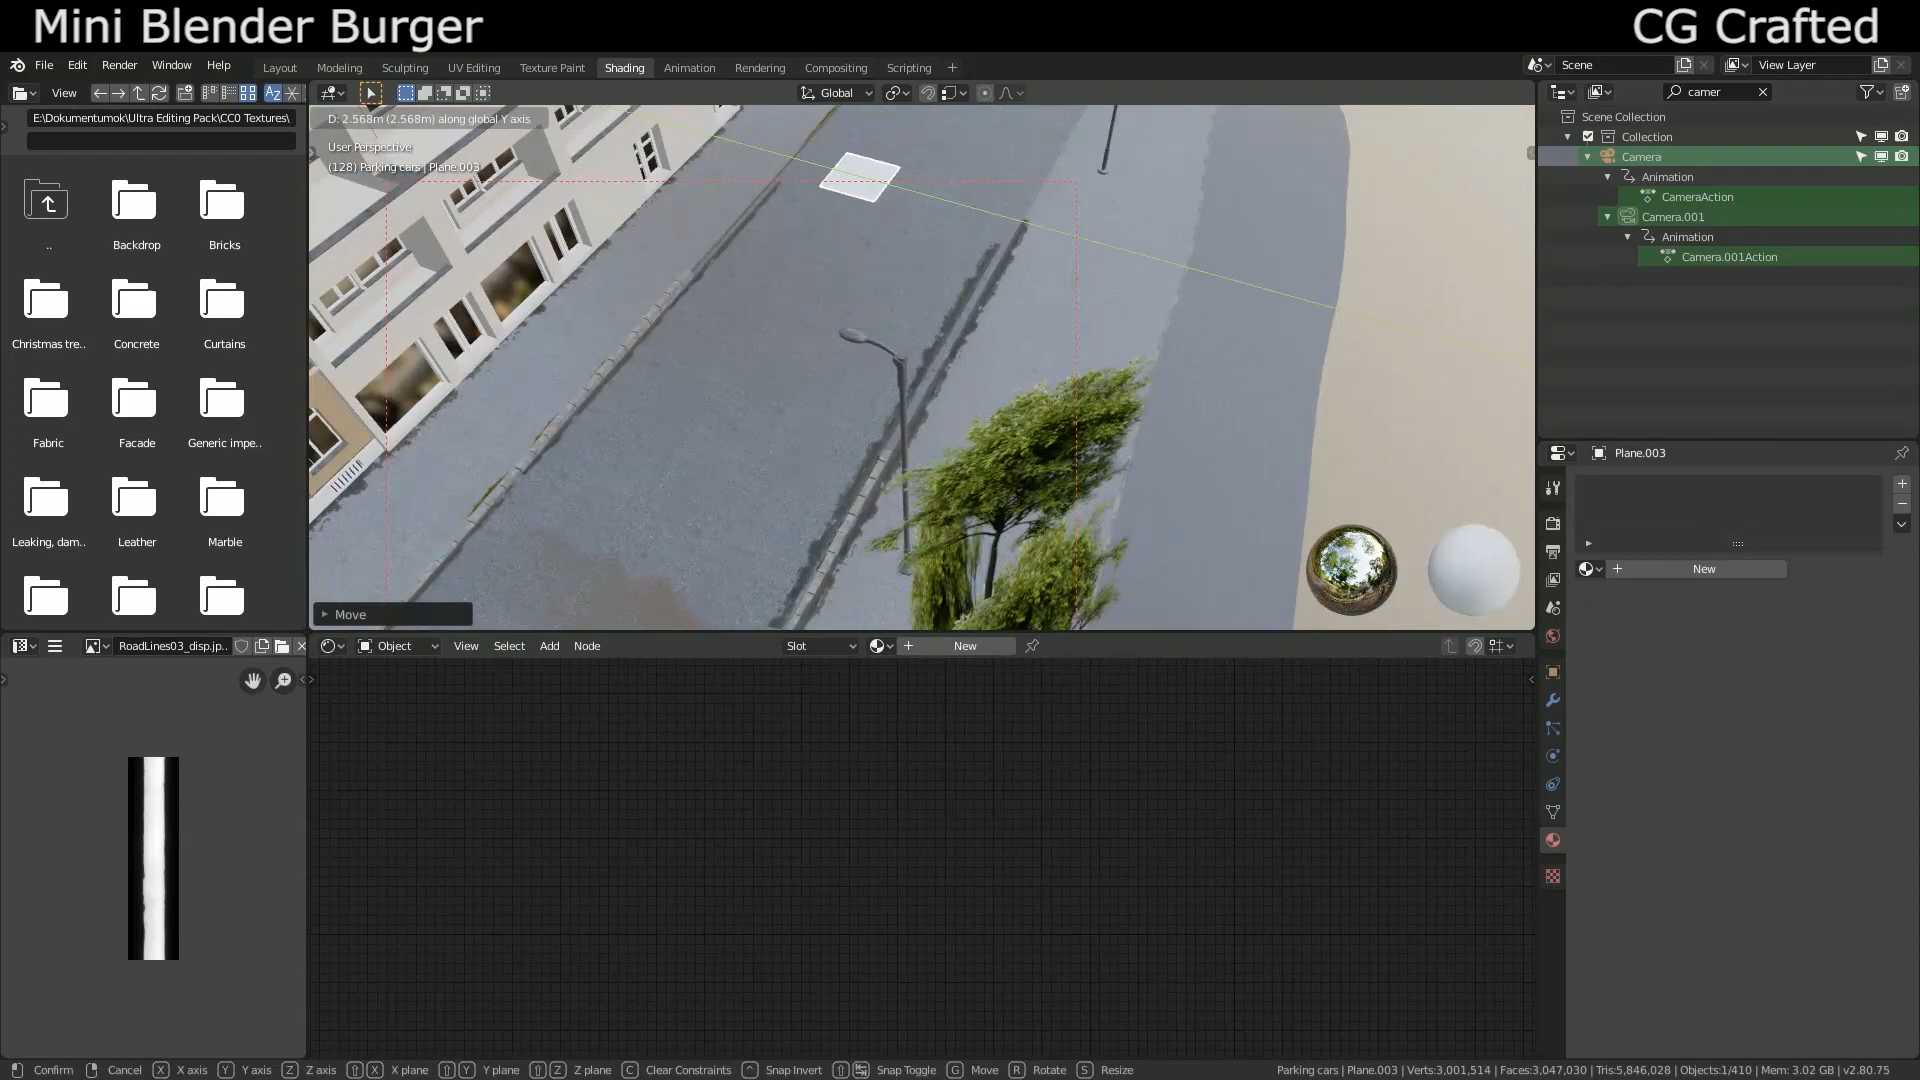 Mini Blender Burger
CG Crafted
File Edit Render Window Help
Layout Modeling Sculpting UV Editing Texture Paint Shading Animation Rendering Compositing Scripting +
Scene
View Layer
View
Global
camer
E:\Dokumentumok\Ultra Editing Pack\CC0 Textures\
D: 2.568m (2.568m) along global Y axis
User Perspective
(128) Parking cars | Plane.003
Scene Collection
Collection
Camera
Animation
CameraAction
Camera.001
Animation
Camera.001Action
..
Backdrop
Bricks
Christmas tre..
Concrete
Curtains
Fabric
Facade
Generic impe..
Leaking, dam..
Leather
Marble
Plane.003
New
Move
RoadLines03_disp.jp..
Object View Select Add Node
Slot
New
Confirm Cancel X X axis Y Y axis Z Z axis X X plane Y Y plane Z Z plane C Clear Constraints ^ Snap Invert Snap Toggle G Move R Rotate S Resize
Parking cars | Plane.003 | Verts:3,001,514 | Faces:3,047,030 | Tris:5,846,028 | Objects:1/410 | Mem: 3.02 GB | v2.80.75